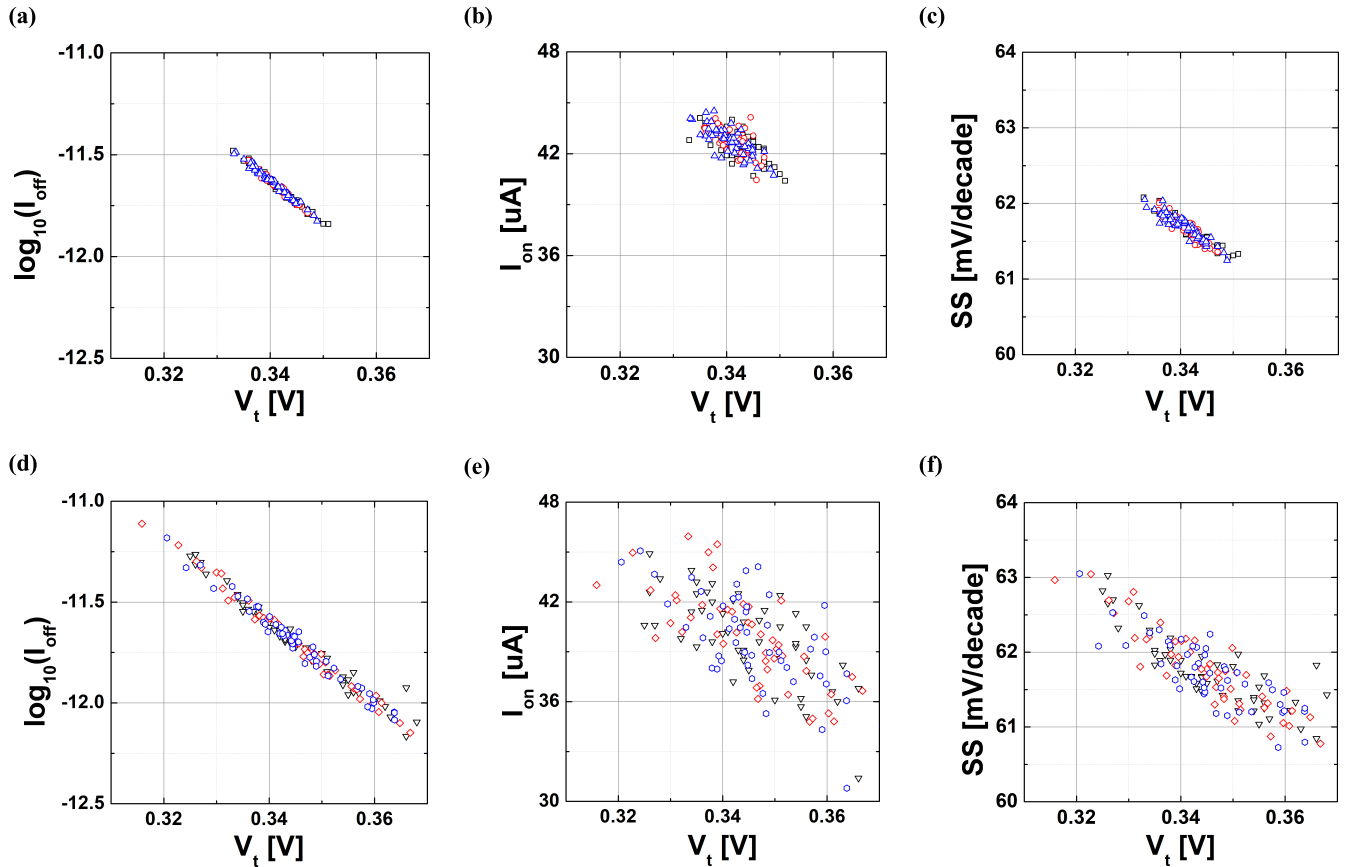 (a)
(b)
(c)
-11.0
-11.5
-12.0
-12.5
log10(Ioff)
0.32
0.34
0.36
Vt [V]
48
42
36
30
Ion [uA]
0.32
0.34
0.36
Vt [V]
64
63
62
61
60
SS [mV/decade]
0.32
0.34
0.36
Vt [V]
(d)
(e)
(f)
-11.0
-11.5
-12.0
-12.5
log10(Ioff)
0.32
0.34
0.36
Vt [V]
48
42
36
30
Ion [uA]
0.32
0.34
0.36
Vt [V]
64
63
62
61
60
SS [mV/decade]
0.32
0.34
0.36
Vt [V]